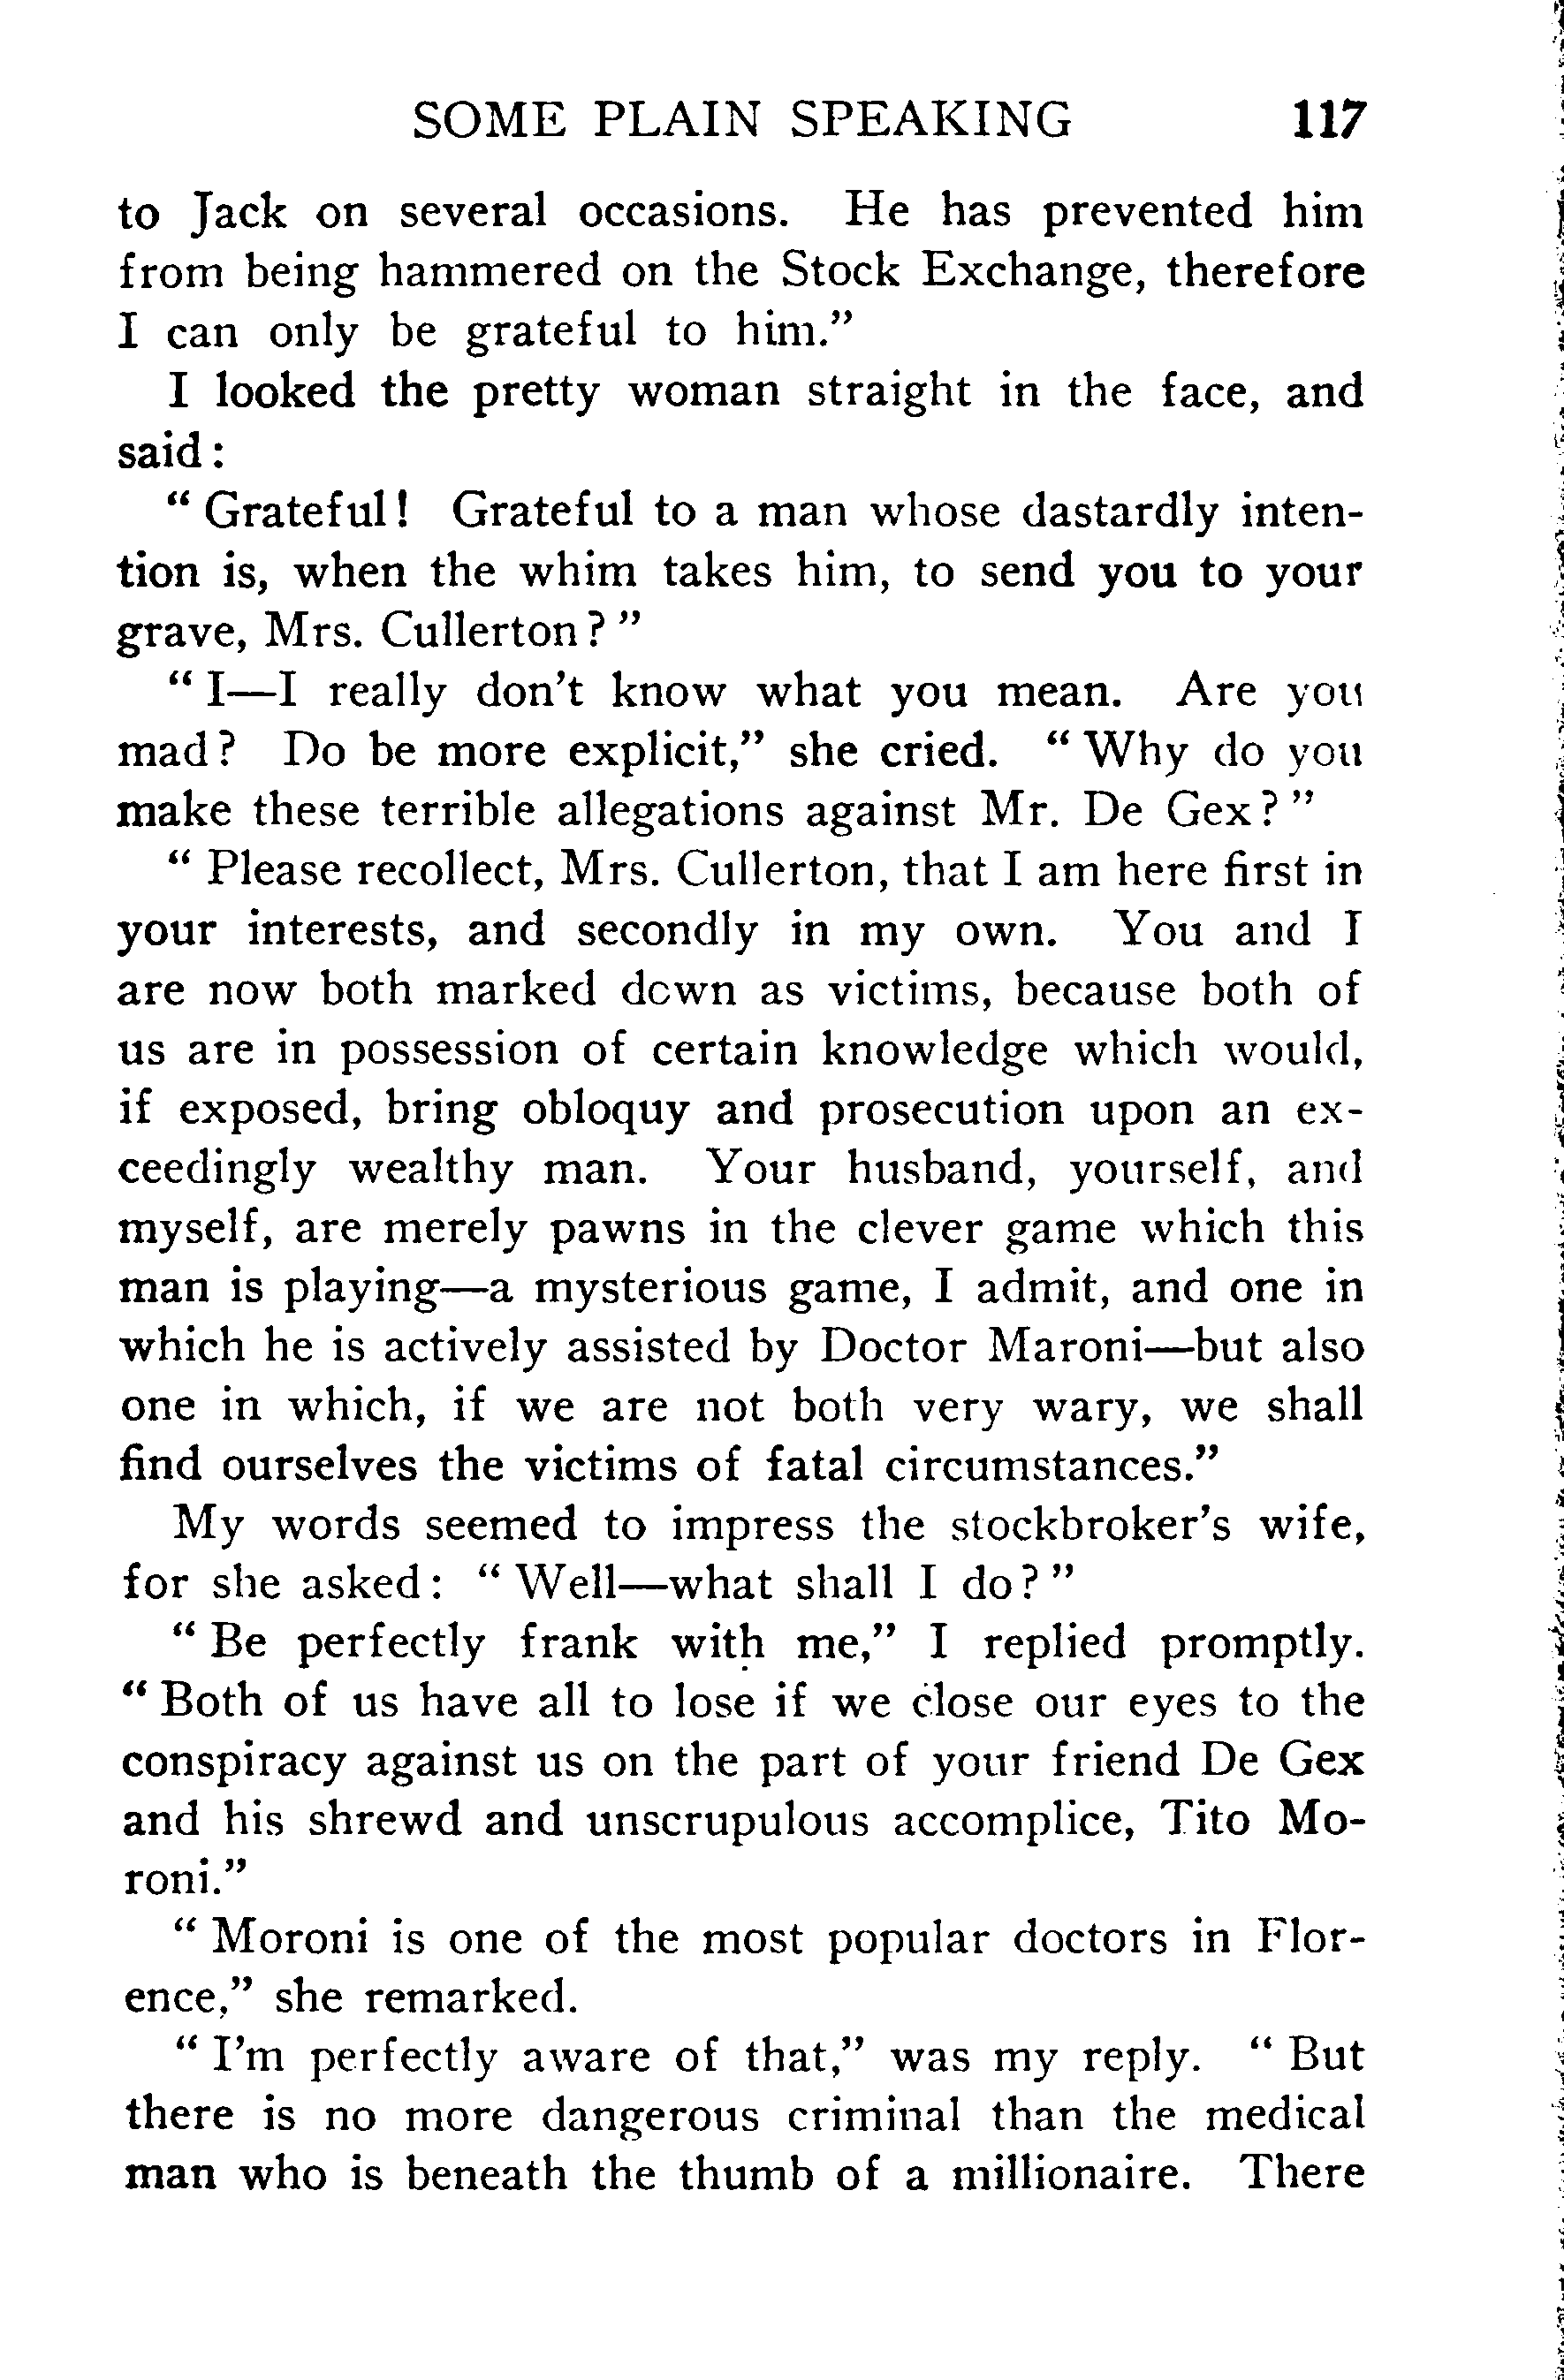 SOME PLAIN SPEAKING 117
to Jack on several occasions. He has prevented him
from being hammered on the Stock Exchange, therefore
I can only be grateful to him.”
I looked the pretty woman straight in the face, and
said:
“Grateful! Grateful to a man whose dastardly inten-
tion is, when the whim takes him, to send you to your
grave, Mrs. Cullerton?”
“I—I really don’t know what you mean. Are you
mad? Do be more explicit,” she cried. “Why do you
make these terrible allegations against Mr. De Gex?”
“Please recollect, Mrs. Cullerton, that I am here first in
your interests, and secondly in my own. You and I
are now both marked down as victims, because both of
us are in possession of certain knowledge which would,
if exposed, bring obloquy and prosecution upon an ex-
ceedingly wealthy man. Your husband, yourself, and
myself, are merely pawns in the clever game which this
man is playing—a mysterious game, I admit, and one in
which he is actively assisted by Doctor Maroni—but also
one in which, if we are not both very wary, we shall
find ourselves the victims of fatal circumstances.”
My words seemed to impress the stockbroker’s wife,
for she asked: “Well—what shall I do?”
“Be perfectly frank with me,” I replied promptly.
“Both of us have all to lose if we close our eyes to the
conspiracy against us on the part of your friend De Gex
and his shrewd and unscrupulous accomplice, Tito Mo-
roni.”
“Moroni is one of the most popular doctors in Flor-
ence,” she remarked.
“I’m perfectly aware of that,” was my reply. “But
there is no more dangerous criminal than the medical
man who is beneath the thumb of a millionaire. There